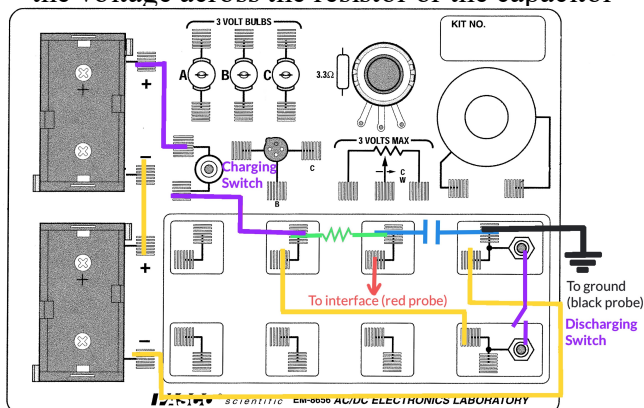 the voltage across the resistor or the capacitor
3 VOLT BULBS
KIT NO.
A
B
C
3.3Ω
+
+
3 VOLTS MAX
Charging
Switch
C
C
W
B
−
+
+
To ground
(black probe)
To interface (red probe)
Discharging
Switch
−
scientific EM-8656 AC/DC ELECTRONICS LABORATORY